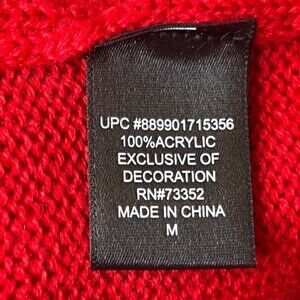 UPC #889901715356
100%ACRYLIC
EXCLUSIVE OF
DECORATION
RN#73352
MADE IN CHINA
M